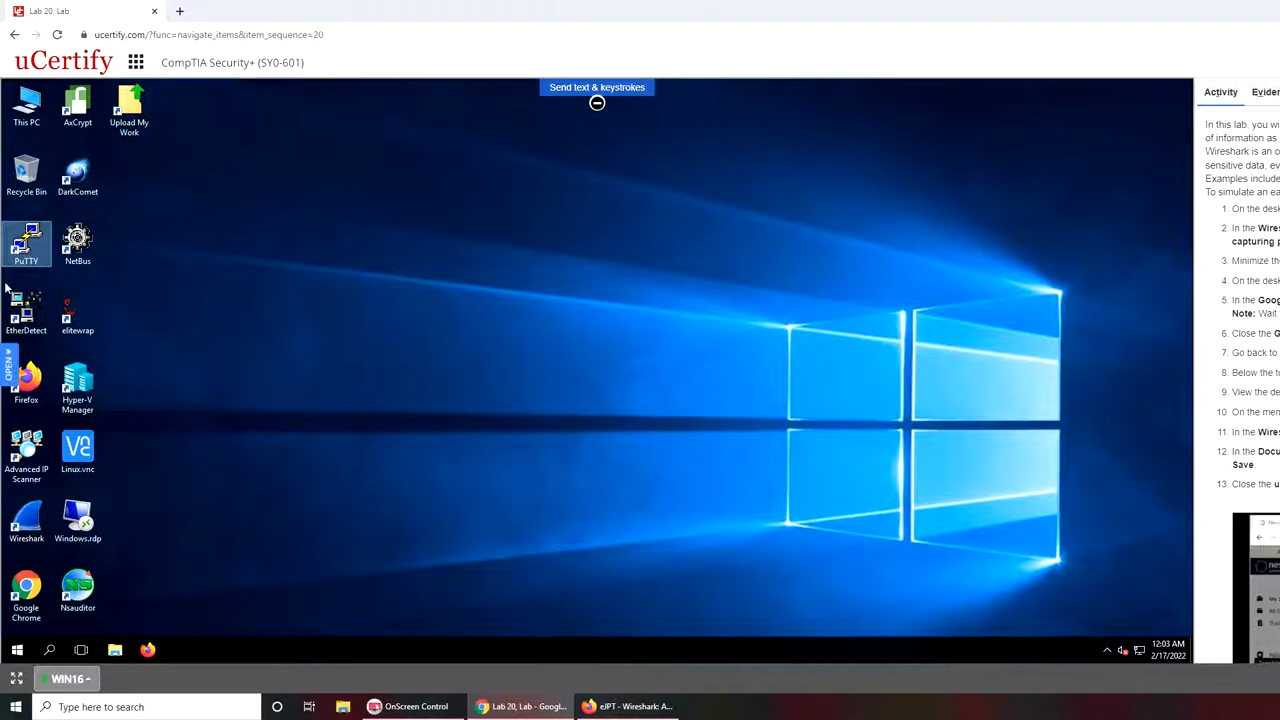 Lab 20, Lab
ucertify.com/?func=navigate_items&item_sequence=20
uCertify
CompTIA Security+ (SY0-601)
Send text & keystrokes
This PC
AxCrypt
Upload My
Work
Recycle Bin
DarkComet
PuTTY
NetBus
EtherDetect
elitewrap
OPEN
Firefox
Hyper-V
Manager
Advanced IP
Scanner
Linux.vnc
Wireshark
Windows.rdp
Google
Chrome
Nsauditor
12:03 AM
2/17/2022
Activity
Eviden
In this lab, you wi
of information as
Wireshark is an o
sensitive data, ev
Examples include
To simulate an ea
1. On the desk
2. In the Wires
capturing p
3. Minimize the
4. On the desk
5. In the Goog
Note: Wait
6. Close the G
7. Go back to
8. Below the to
9. View the de
10. On the men
11. In the Wires
12. In the Docu
Save.
13. Close the u
WIN16
Type here to search
OnScreen Control
Lab 20, Lab - Googl...
eJPT - Wireshark: A...